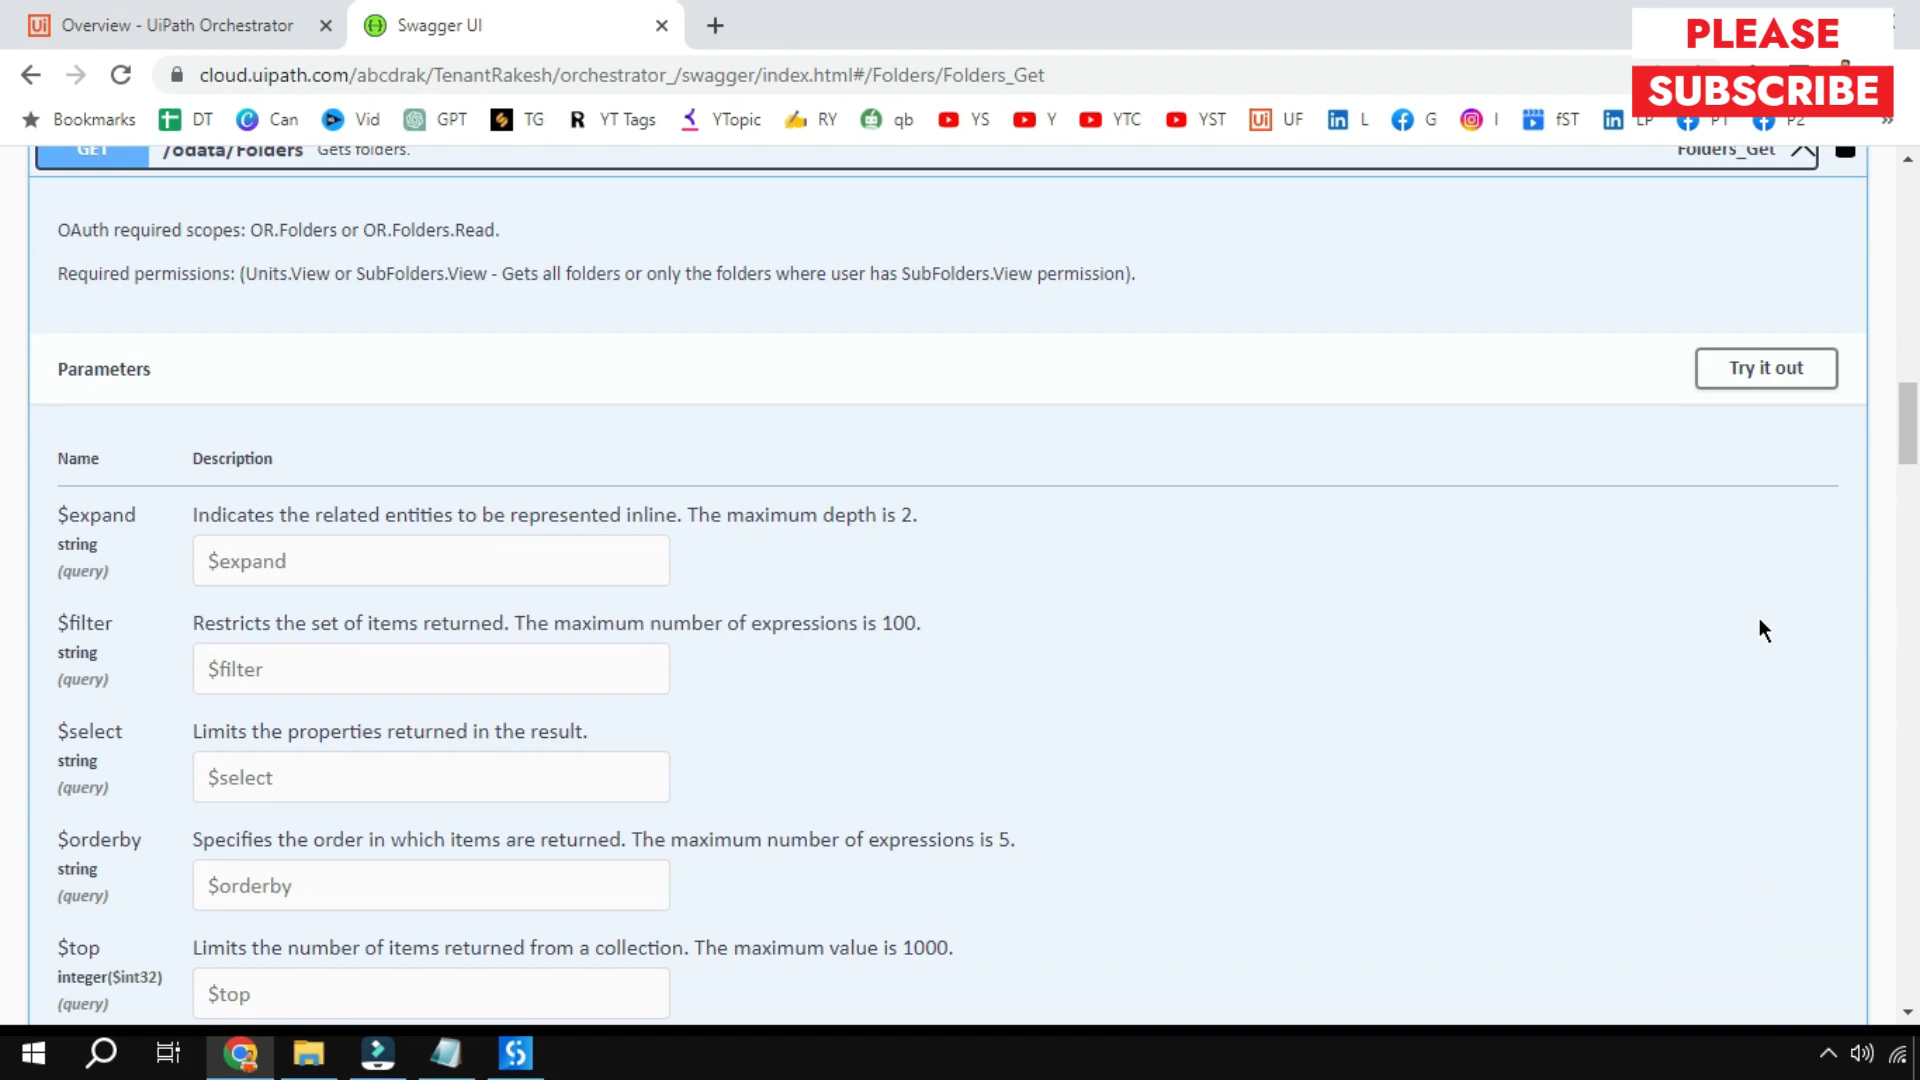 Overview - UiPath Orchestrator
Swagger UI
PLEASE
SUBSCRIBE
cloud.uipath.com/abcdrak/TenantRakesh/orchestrator_/swagger/index.html#/Folders/Folders_Get
Bookmarks DT Can Vid GPT TG YT Tags YTopic RY qb YS Y YTC YST UF L G I fST LP PT P2 »
GET /odata/Folders Gets folders. Folders_Get
OAuth required scopes: OR.Folders or OR.Folders.Read.
Required permissions: (Units.View or SubFolders.View - Gets all folders or only the folders where user has SubFolders.View permission).
Parameters
Try it out
Name Description
$expand Indicates the related entities to be represented inline. The maximum depth is 2.
string
$expand
(query)
$filter Restricts the set of items returned. The maximum number of expressions is 100.
string
$filter
(query)
$select Limits the properties returned in the result.
string
$select
(query)
$orderby Specifies the order in which items are returned. The maximum number of expressions is 5.
string
$orderby
(query)
$top Limits the number of items returned from a collection. The maximum value is 1000.
integer($int32)
$top
(query)